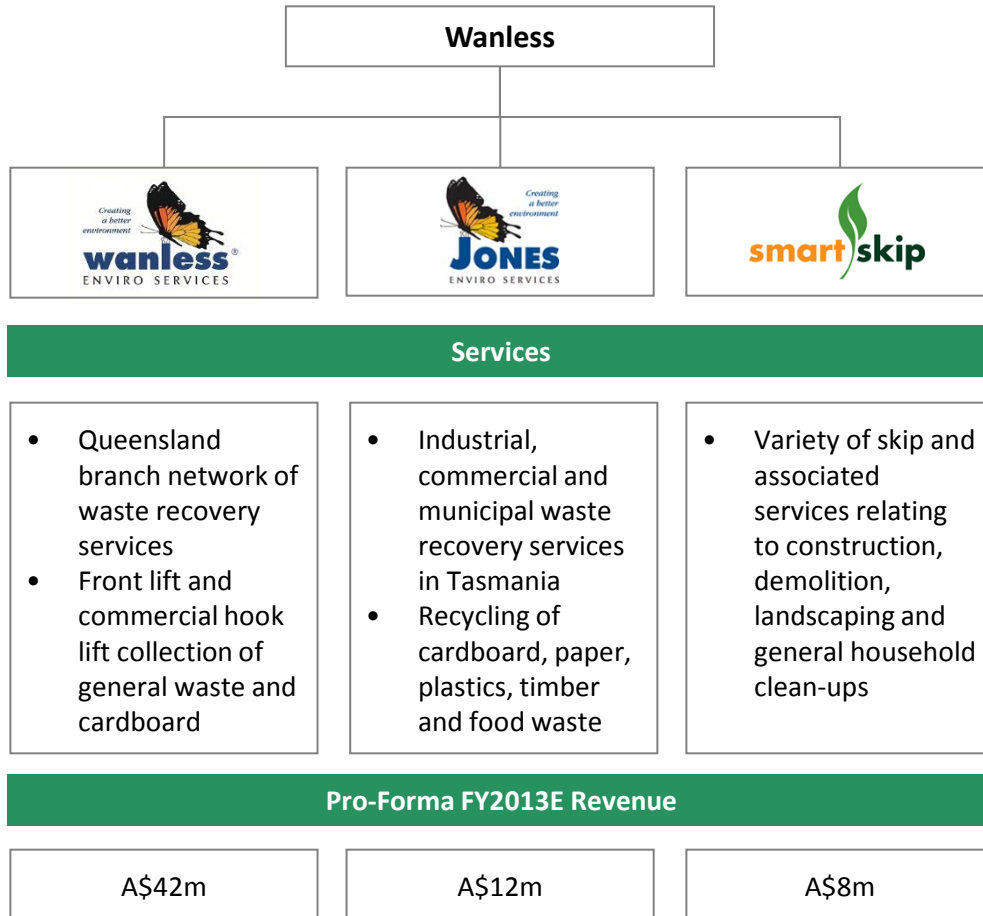 Wanless
Creating
a better
environment
wanless®
ENVIRO SERVICES
Creating
a better
environment
JONES
ENVIRO SERVICES
smart skip
Services
• Queensland
branch network of
waste recovery
services
• Front lift and
commercial hook
lift collection of
general waste and
cardboard
• Industrial,
commercial and
municipal waste
recovery services
in Tasmania
• Recycling of
cardboard, paper,
plastics, timber
and food waste
• Variety of skip and
associated
services relating
to construction,
demolition,
landscaping and
general household
clean-ups
Pro-Forma FY2013E Revenue
A$42m
A$12m
A$8m